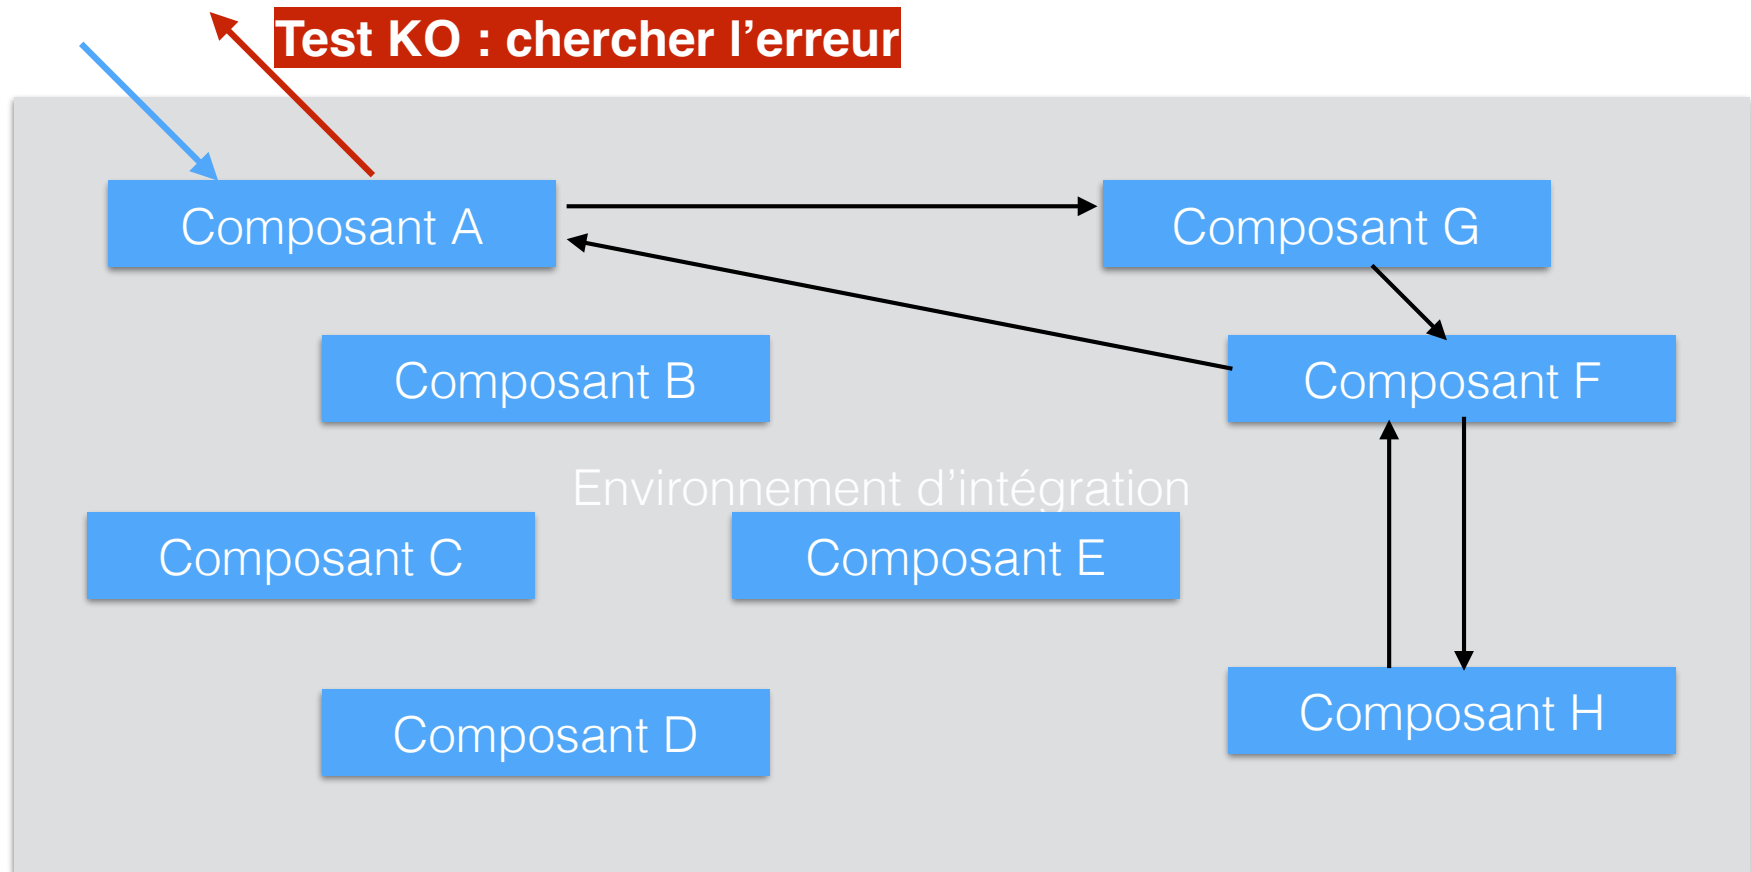 Test KO : chercher l’erreur
Composant A
Composant G
Composant B
Composant F
Environnement d’intégration
Composant C
Composant E
Composant D
Composant H